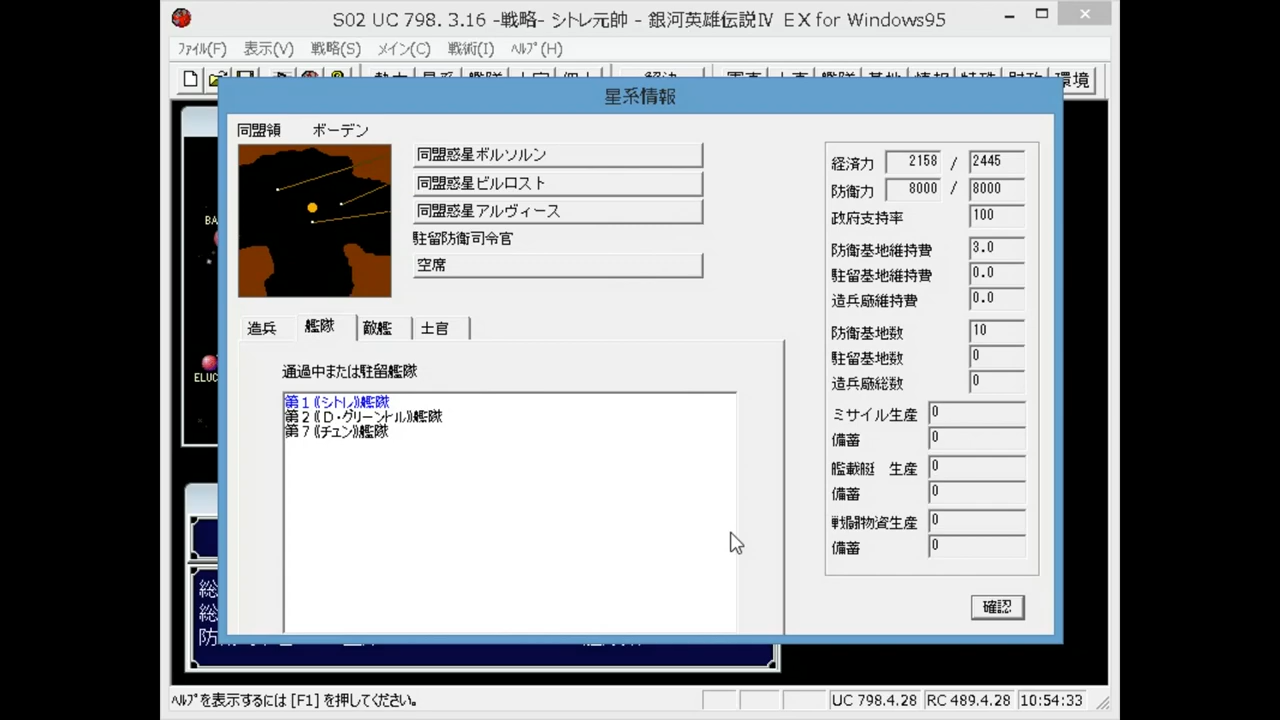 S02 UC 798. 3.16 -戦略- シトレ元帥 - 銀河英雄伝説Ⅳ EX for Windows95
ﾌｧｲﾙ(F) 表示(V) 戦略(S) メイン(C) 戦術(I) ﾍﾙﾌﾟ(H)
環境
星系情報
同盟領 ボーデン
同盟惑星ボルソルン
同盟惑星ビルロスト
同盟惑星アルヴィース
駐留防衛司令官
空席
経済力 2158 / 2445
防衛力 8000 / 8000
政府支持率 100
防衛基地維持費 3.0
駐留基地維持費 0.0
造兵廠維持費 0.0
防衛基地数 10
駐留基地数 0
造兵廠総数 0
ミサイル生産 0
備蓄 0
艦載艇 生産 0
備蓄 0
戦闘物資生産 0
備蓄 0
確認
造兵 艦隊 敵艦 士官
通過中または駐留艦隊
第１《シトレ》艦隊
第２《Ｄ・グリーンヒル》艦隊
第７《チュン》艦隊
BA
ELUC
総
総
防
ﾍﾙﾌﾟを表示するには [F1] を押してください。
UC 798.4.28 RC 489.4.28 10:54:33